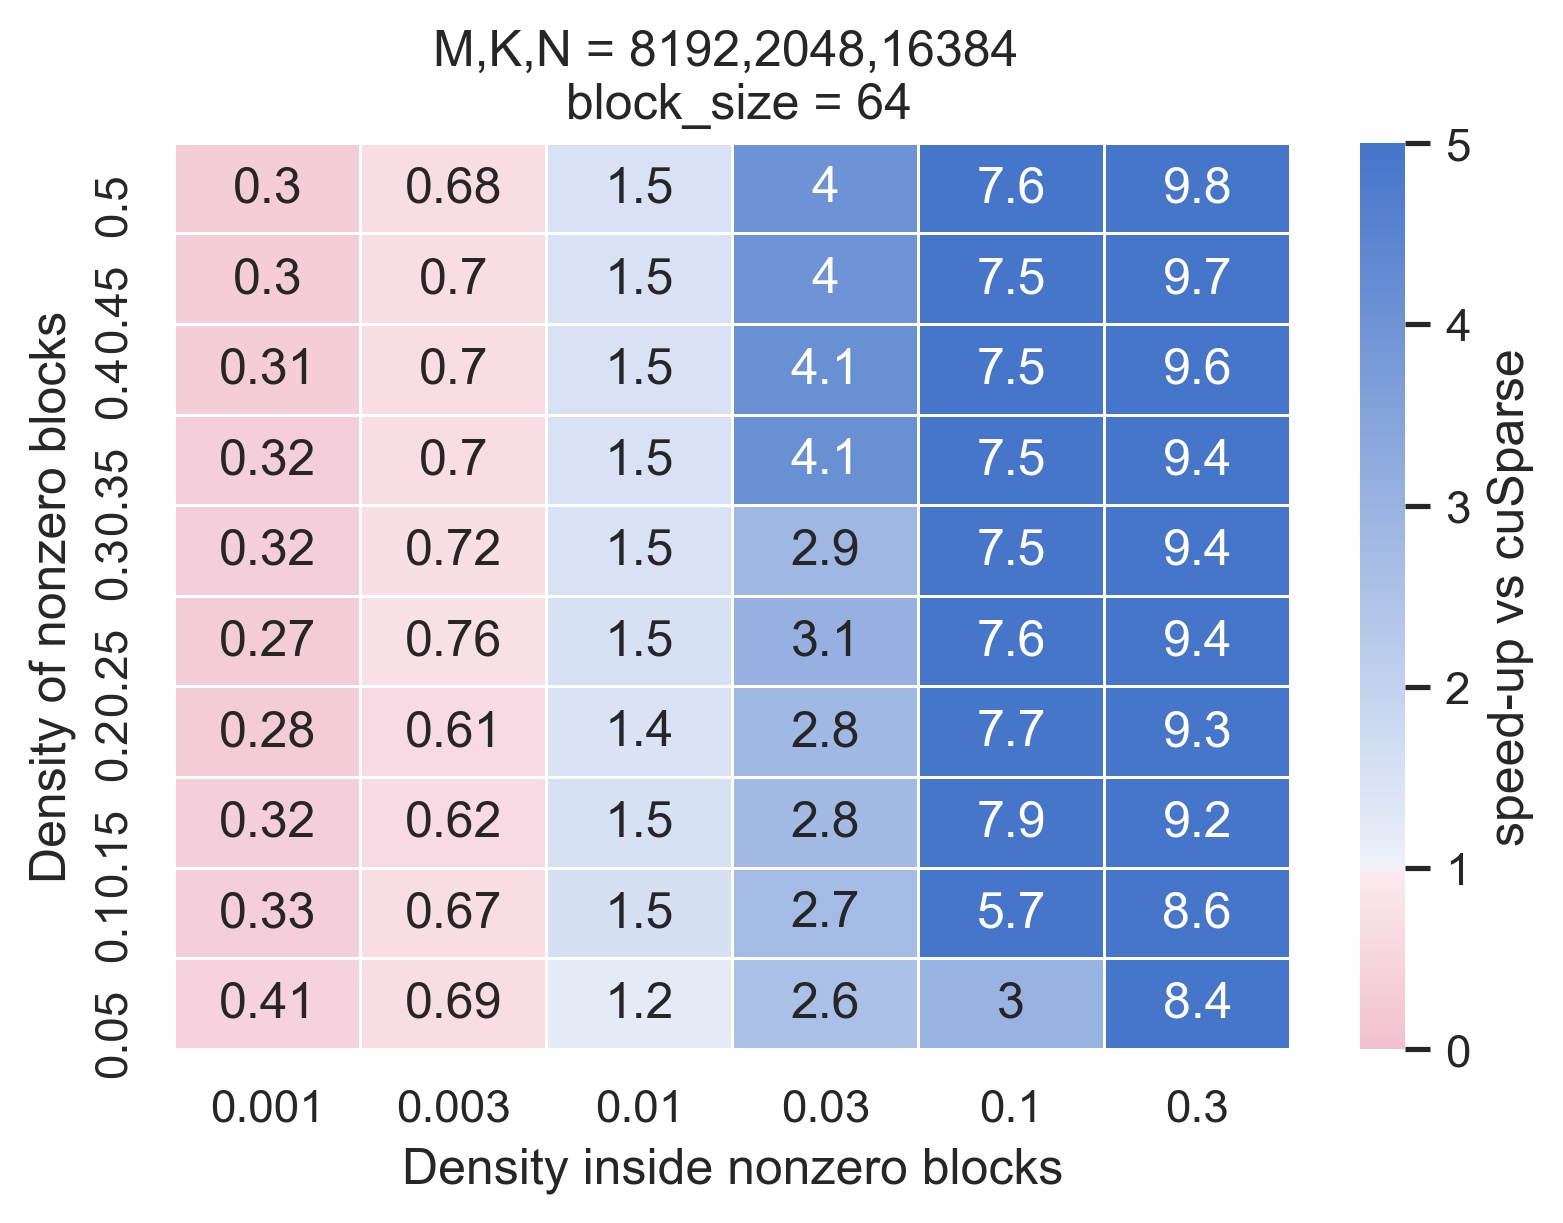 M,K,N = 8192,2048,16384
block_size = 64
Density of nonzero blocks
0.5 0.3 0.68 1.5 4 7.6 9.8
0.45 0.3 0.7 1.5 4 7.5 9.7
0.4 0.31 0.7 1.5 4.1 7.5 9.6
0.35 0.32 0.7 1.5 4.1 7.5 9.4
0.3 0.32 0.72 1.5 2.9 7.5 9.4
0.25 0.27 0.76 1.5 3.1 7.6 9.4
0.2 0.28 0.61 1.4 2.8 7.7 9.3
0.15 0.32 0.62 1.5 2.8 7.9 9.2
0.1 0.33 0.67 1.5 2.7 5.7 8.6
0.05 0.41 0.69 1.2 2.6 3 8.4
0.001 0.003 0.01 0.03 0.1 0.3
Density inside nonzero blocks
5
4
3
2
1
0
speed-up vs cuSparse